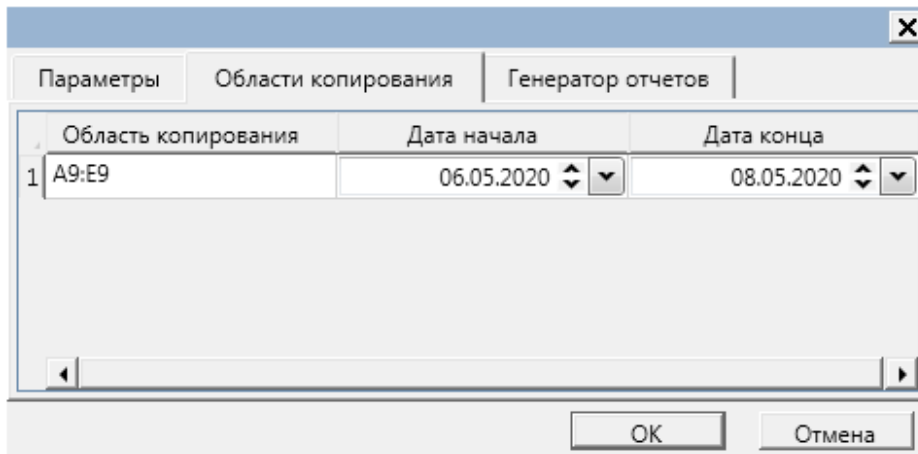 Параметры Области копирования Генератор отчетов
Область копирования Дата начала Дата конца
1 A9:E9 06.05.2020 08.05.2020
OK Отмена